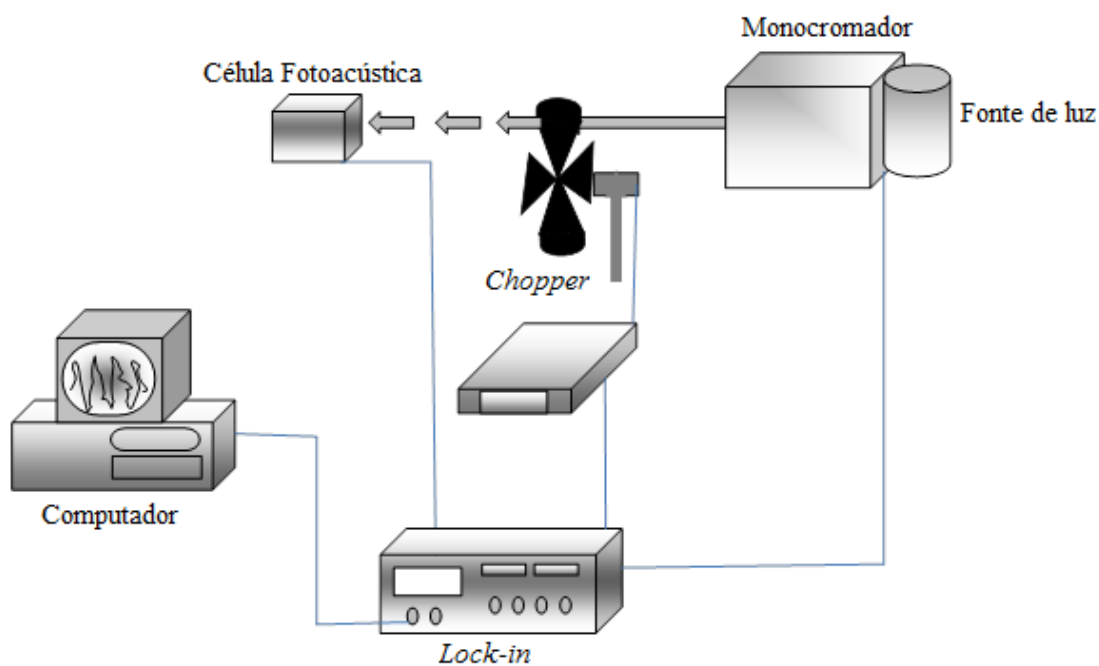 Monocromador
Célula Fotoacústica
Fonte de luz
Chopper
Computador
Lock-in